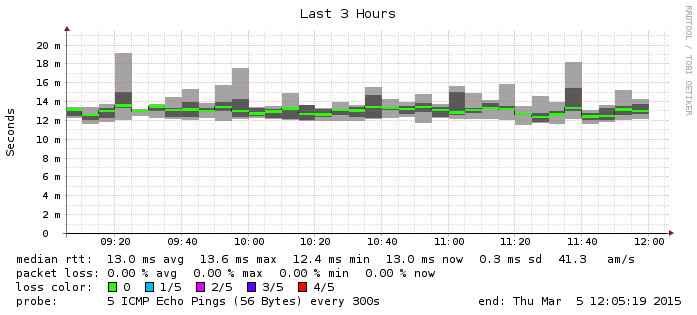 Last 3 Hours
RRDTOOL / TOBI OETIKER
Seconds
20 m
18 m
16 m
14 m
12 m
10 m
8 m
6 m
4 m
2 m
0
09:20 09:40 10:00 10:20 10:40 11:00 11:20 11:40 12:00
median rtt: 13.0 ms avg 13.6 ms max 12.4 ms min 13.0 ms now 0.3 ms sd 41.3 am/s
packet loss: 0.00 % avg 0.00 % max 0.00 % min 0.00 % now
loss color: 0 1/5 2/5 3/5 4/5
probe: 5 ICMP Echo Pings (56 Bytes) every 300s end: Thu Mar 5 12:05:19 2015